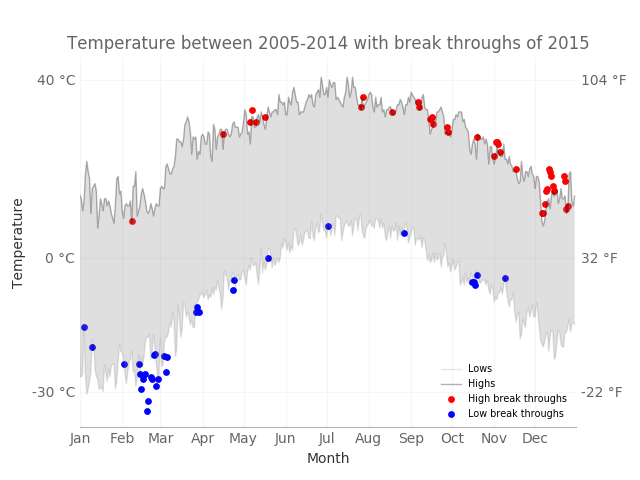 Temperature between 2005-2014 with break throughs of 2015
40 °C
104 °F
0 °C
32 °F
-30 °C
-22 °F
Temperature
Lows
Highs
High break throughs
Low break throughs
Jan Feb Mar Apr May Jun Jul Aug Sep Oct Nov Dec
Month